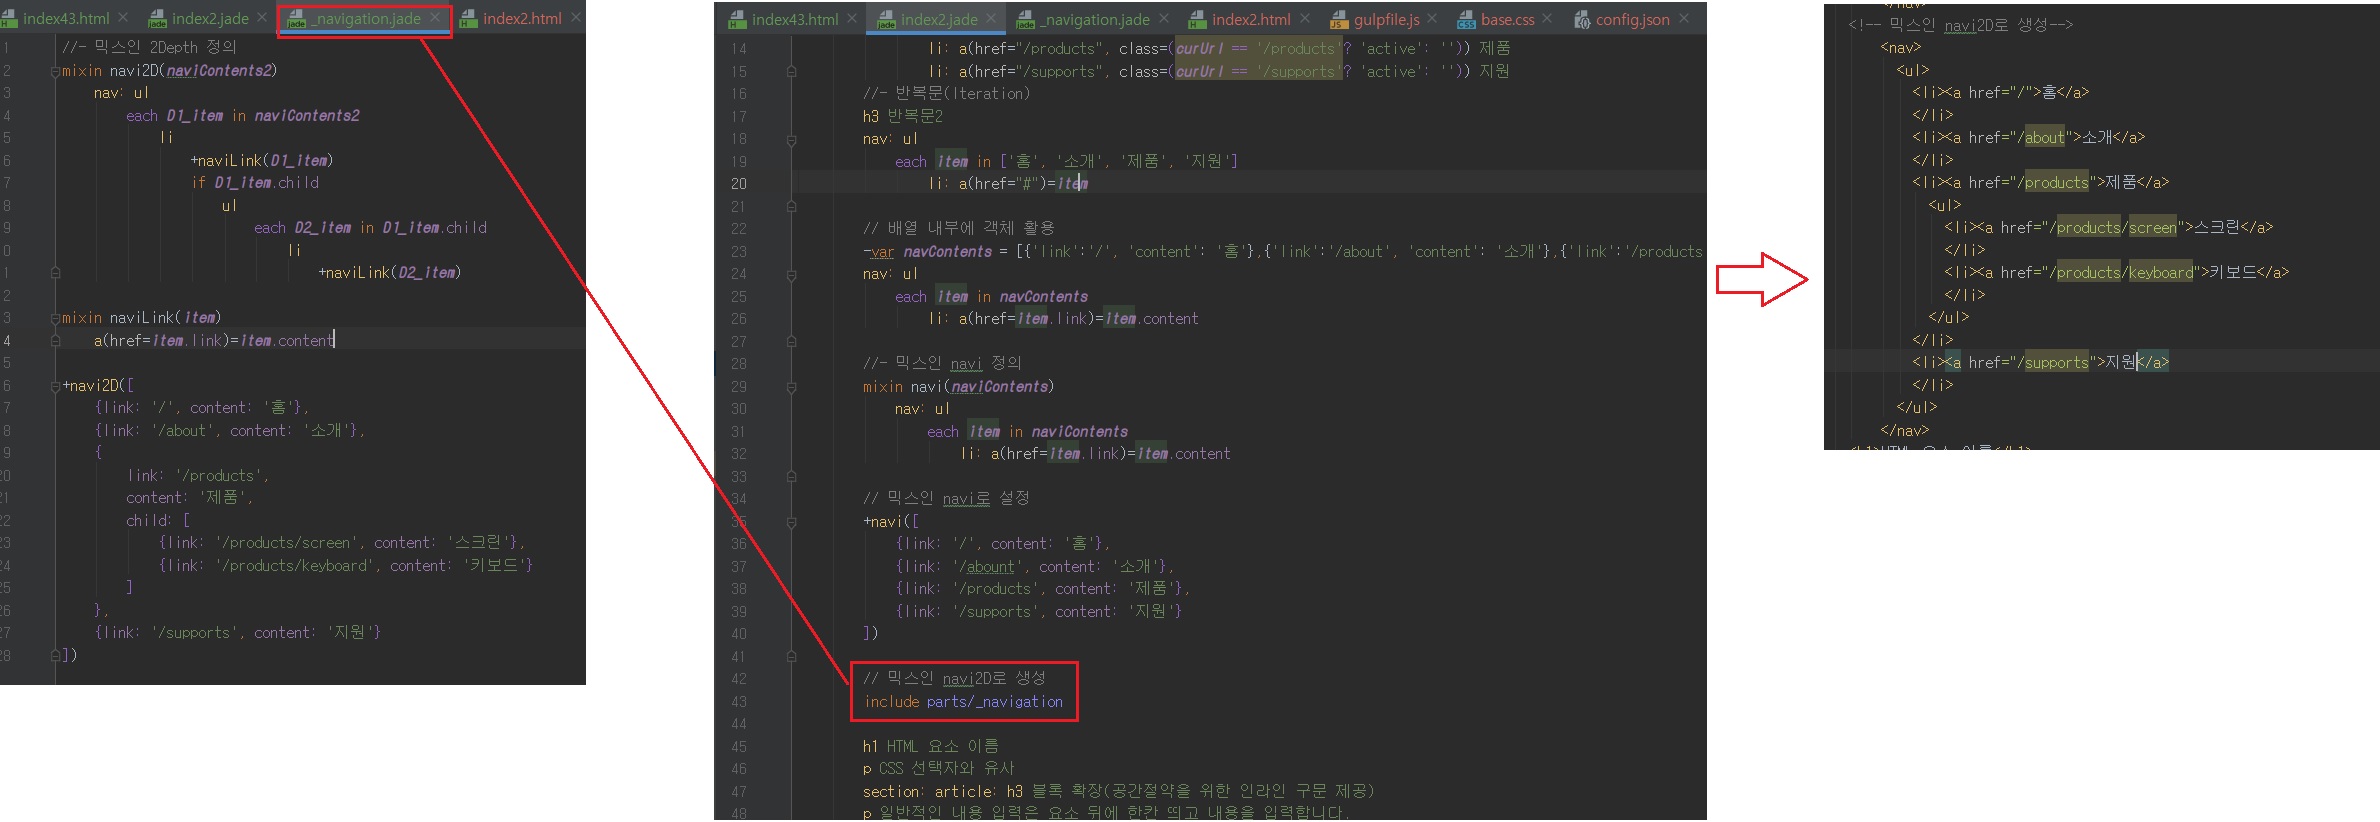 index43.html
index2.jade
_navigation.jade
index2.html
1 //- 믹스인 2Depth 정의
2 mixin navi2D(naviContents2)
3 nav: ul
4 each D1_item in naviContents2
5 li
6 +naviLink(D1_item)
7 if D1_item.child
8 ul
9 each D2_item in D1_item.child
0 li
1 +naviLink(D2_item)
2
3 mixin naviLink(item)
4 a(href=item.link)=item.content
5
6 +navi2D([
7 {link: '/', content: '홈'},
8 {link: '/about', content: '소개'},
9 {
20 link: '/products',
21 content: '제품',
22 child: [
23 {link: '/products/screen', content: '스크린'},
24 {link: '/products/keyboard', content: '키보드'}
25 ]
26 },
27 {link: '/supports', content: '지원'}
28 ])
index43.html
index2.jade
_navigation.jade
index2.html
gulpfile.js
base.css
config.json
14 li: a(href="/products", class=(curUrl == '/products'? 'active': '')) 제품
15 li: a(href="/supports", class=(curUrl == '/supports'? 'active': '')) 지원
16 //- 반복문(Iteration)
17 h3 반복문2
18 nav: ul
19 each item in ['홈', '소개', '제품', '지원']
20 li: a(href="#")=item
21
22 // 배열 내부에 객체 활용
23 -var navContents = [{'link':'/', 'content': '홈'},{'link':'/about', 'content': '소개'},{'link':'/products
24 nav: ul
25 each item in navContents
26 li: a(href=item.link)=item.content
27
28 //- 믹스인 navi 정의
29 mixin navi(naviContents)
30 nav: ul
31 each item in naviContents
32 li: a(href=item.link)=item.content
33
34 // 믹스인 navi로 설정
35 +navi([
36 {link: '/', content: '홈'},
37 {link: '/abount', content: '소개'},
38 {link: '/products', content: '제품'},
39 {link: '/supports', content: '지원'}
40 ])
41
42 // 믹스인 navi2D로 생성
43 include parts/_navigation
44
45 h1 HTML 요소 이름
46 p CSS 선택자와 유사
47 section: article: h3 블록 확장(공간절약을 위한 인라인 구문 제공)
48 p 일반적인 내용 입력은 요소 뒤에 한칸 띄고 내용을 입력합니다.
<!-- 믹스인 navi2D로 생성-->
<nav>
<ul>
<li><a href="/">홈</a>
</li>
<li><a href="/about">소개</a>
</li>
<li><a href="/products">제품</a>
<ul>
<li><a href="/products/screen">스크린</a>
</li>
<li><a href="/products/keyboard">키보드</a>
</li>
</ul>
</li>
<li><a href="/supports">지원</a>
</li>
</ul>
</nav>